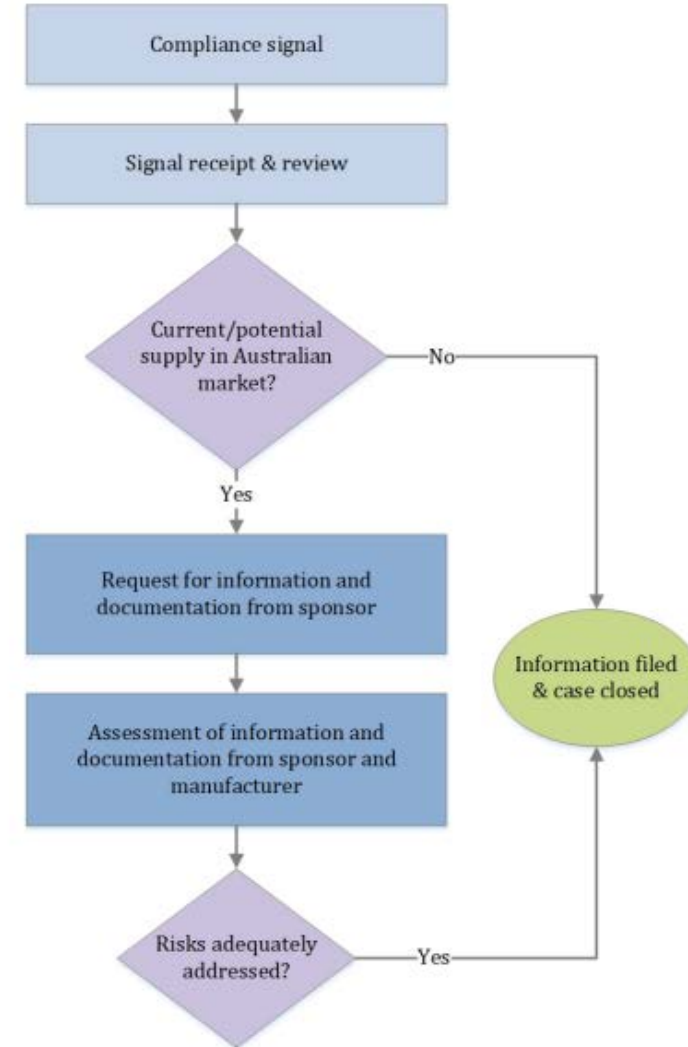 Compliance signal
Signal receipt & review
Current/potential
supply in Australian
market?
No
Yes
Request for information and
documentation from sponsor
Information filed
& case closed
Assessment of information and
documentation from sponsor and
manufacturer
Risks adequately
addressed?
Yes